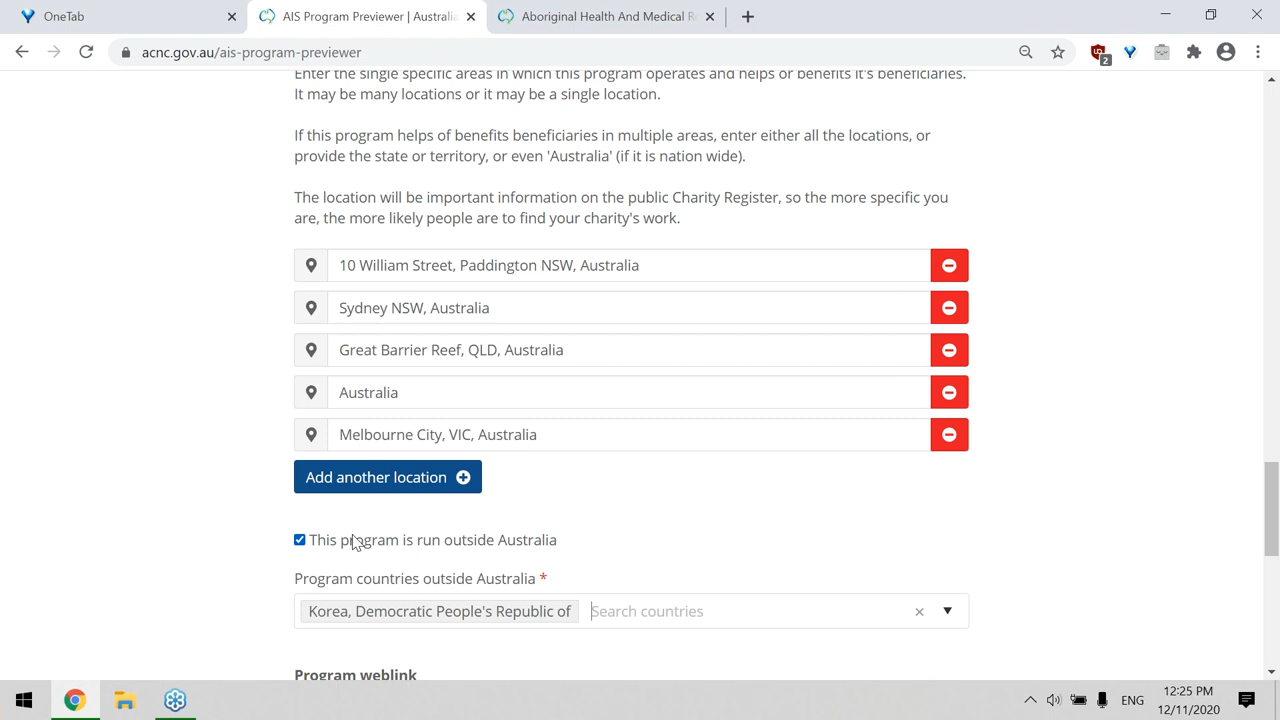 OneTab
AIS Program Previewer | Australia
Aboriginal Health And Medical R
acnc.gov.au/ais-program-previewer
2
Enter the single specific areas in which this program operates and helps or benefits it's beneficiaries.
It may be many locations or it may be a single location.
If this program helps of benefits beneficiaries in multiple areas, enter either all the locations, or
provide the state or territory, or even 'Australia' (if it is nation wide).
The location will be important information on the public Charity Register, so the more specific you
are, the more likely people are to find your charity's work.
10 William Street, Paddington NSW, Australia
Sydney NSW, Australia
Great Barrier Reef, QLD, Australia
Australia
Melbourne City, VIC, Australia
Add another location
This program is run outside Australia
Program countries outside Australia *
Korea, Democratic People's Republic of Search countries
Program weblink
ENG
12:25 PM
12/11/2020